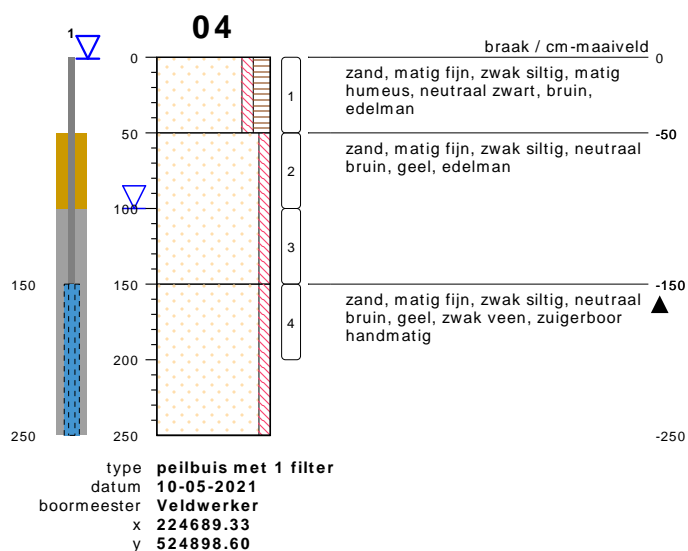 04
1
braak / cm-maaiveld
0
0
zand, matig fijn, zwak siltig, matig
humeus, neutraal zwart, bruin,
edelman
1
50
-50
zand, matig fijn, zwak siltig, neutraal
bruin, geel, edelman
2
100
3
150
150
-150
zand, matig fijn, zwak siltig, neutraal
bruin, geel, zwak veen, zuigerboor
handmatig
4
200
250
250
-250
type peilbuis met 1 filter
datum 10-05-2021
boormeester Veldwerker
x 224689.33
y 524898.60